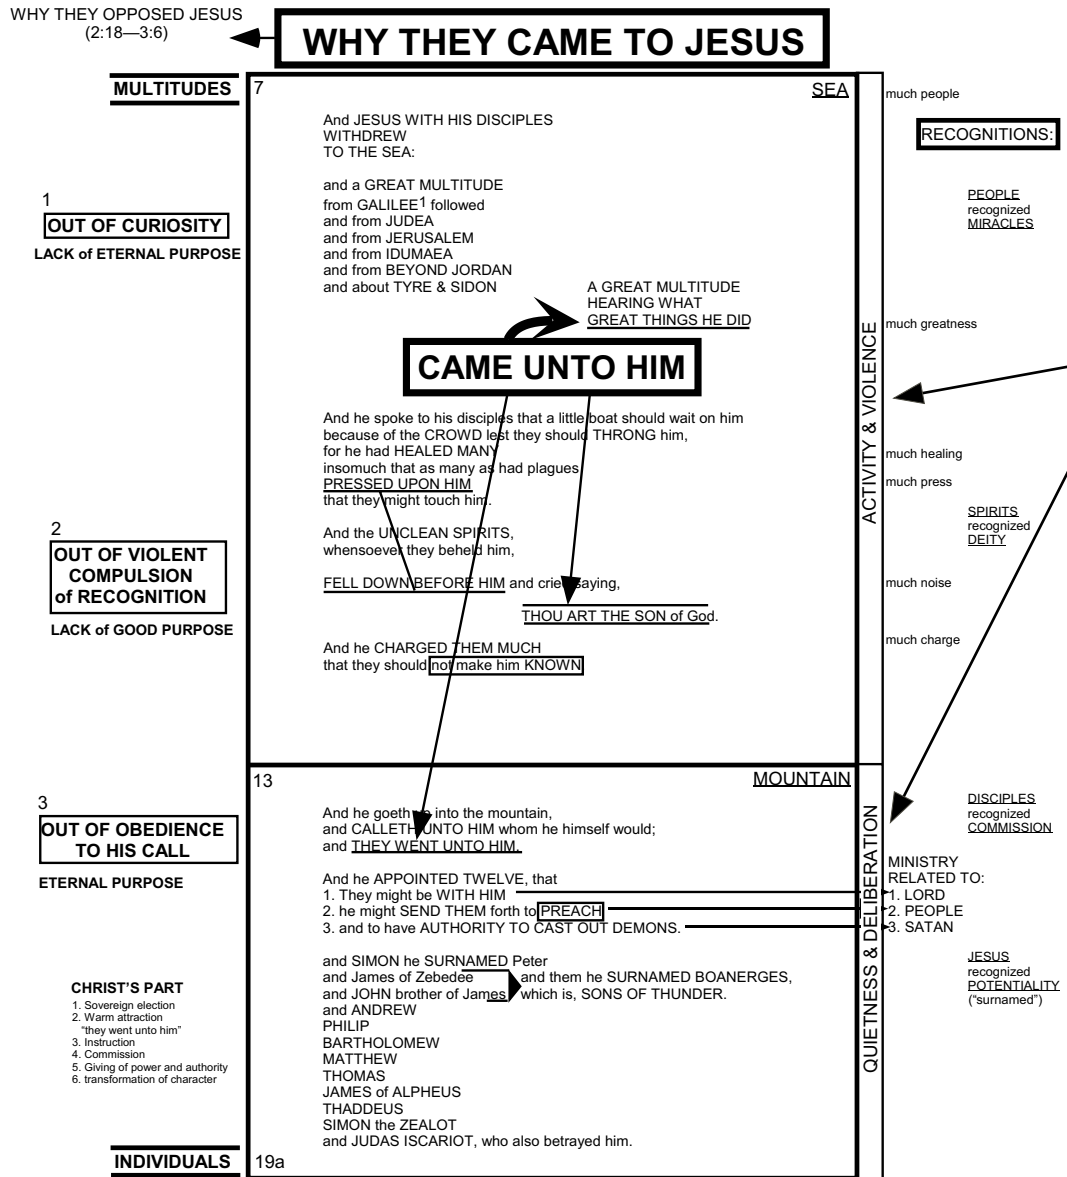 WHY THEY OPPOSED JESUS
(2:18—3:6)
WHY THEY CAME TO JESUS
MULTITUDES
7
SEA
much people
And JESUS WITH HIS DISCIPLES
WITHDREW
TO THE SEA:
RECOGNITIONS:
and a GREAT MULTITUDE
from GALILEE1 followed
and from JUDEA
and from JERUSALEM
and from IDUMAEA
and from BEYOND JORDAN
and about TYRE & SIDON
1
OUT OF CURIOSITY
LACK of ETERNAL PURPOSE
PEOPLE
recognized
MIRACLES
A GREAT MULTITUDE
HEARING WHAT
GREAT THINGS HE DID
much greatness
CAME UNTO HIM
ACTIVITY & VIOLENCE
And he spoke to his disciples that a little boat should wait on him
because of the CROWD lest they should THRONG him,
for he had HEALED MANY
insomuch that as many as had plagues
PRESSED UPON HIM
that they might touch him.
much healing
much press
2
OUT OF VIOLENT
COMPULSION
of RECOGNITION
LACK of GOOD PURPOSE
And the UNCLEAN SPIRITS,
whensoever they beheld him,
SPIRITS
recognized
DEITY
FELL DOWN BEFORE HIM and cried saying,
much noise
THOU ART THE SON of God.
And he CHARGED THEM MUCH
that they should not make him KNOWN
much charge
13
MOUNTAIN
3
OUT OF OBEDIENCE
TO HIS CALL
ETERNAL PURPOSE
And he goeth up into the mountain,
and CALLETH UNTO HIM whom he himself would;
and THEY WENT UNTO HIM.
DISCIPLES
recognized
COMMISSION
QUIETNESS & DELIBERATION
And he APPOINTED TWELVE, that
1. They might be WITH HIM
2. he might SEND THEM forth to PREACH
3. and to have AUTHORITY TO CAST OUT DEMONS.
MINISTRY
RELATED TO:
1. LORD
2. PEOPLE
3. SATAN
and SIMON he SURNAMED Peter
and James of Zebedee and them he SURNAMED BOANERGES,
and JOHN brother of James which is, SONS OF THUNDER.
and ANDREW
PHILIP
BARTHOLOMEW
MATTHEW
THOMAS
JAMES of ALPHEUS
THADDEUS
SIMON the ZEALOT
and JUDAS ISCARIOT, who also betrayed him.
JESUS
recognized
POTENTIALITY
(“surnamed”)
CHRIST'S PART
1. Sovereign election
2. Warm attraction
“they went unto him”
3. Instruction
4. Commission
5. Giving of power and authority
6. transformation of character
INDIVIDUALS
19a